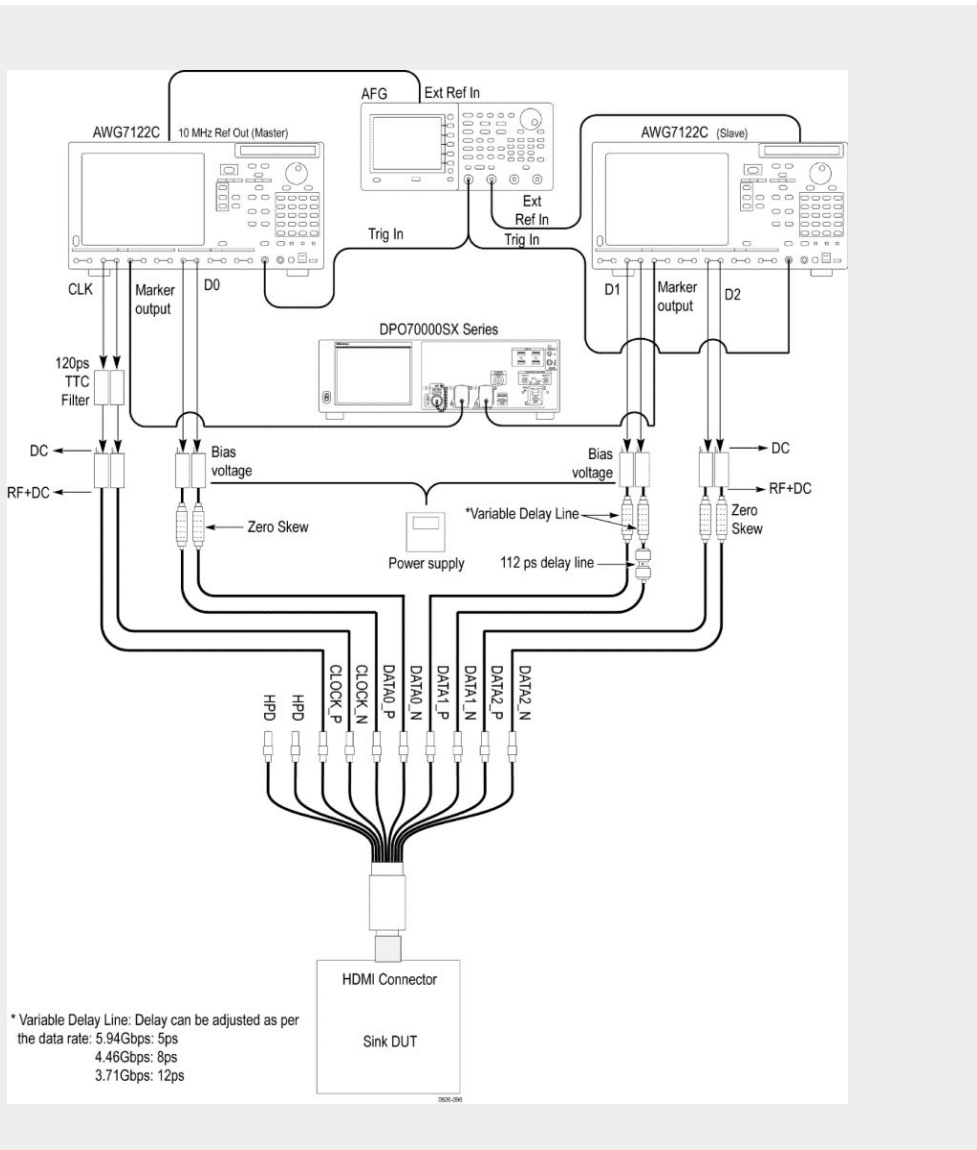 AFG
Ext Ref In
AWG7122C
10 MHz Ref Out (Master)
AWG7122C
(Slave)
Ext
Ref In
Trig In
Trig In
CLK
Marker
output
D0
D1
Marker
output
D2
DPO70000SX Series
120ps
TTC
Filter
DC
Bias
voltage
Bias
voltage
DC
RF+DC
RF+DC
*Variable Delay Line
Zero
Skew
Zero Skew
Power supply
112 ps delay line
HPD
HPD
CLOCK_P
CLOCK_N
DATA0_P
DATA0_N
DATA1_P
DATA1_N
DATA2_P
DATA2_N
HDMI Connector
Sink DUT
* Variable Delay Line: Delay can be adjusted as per
the data rate: 5.94Gbps: 5ps
4.46Gbps: 8ps
3.71Gbps: 12ps
0926-096